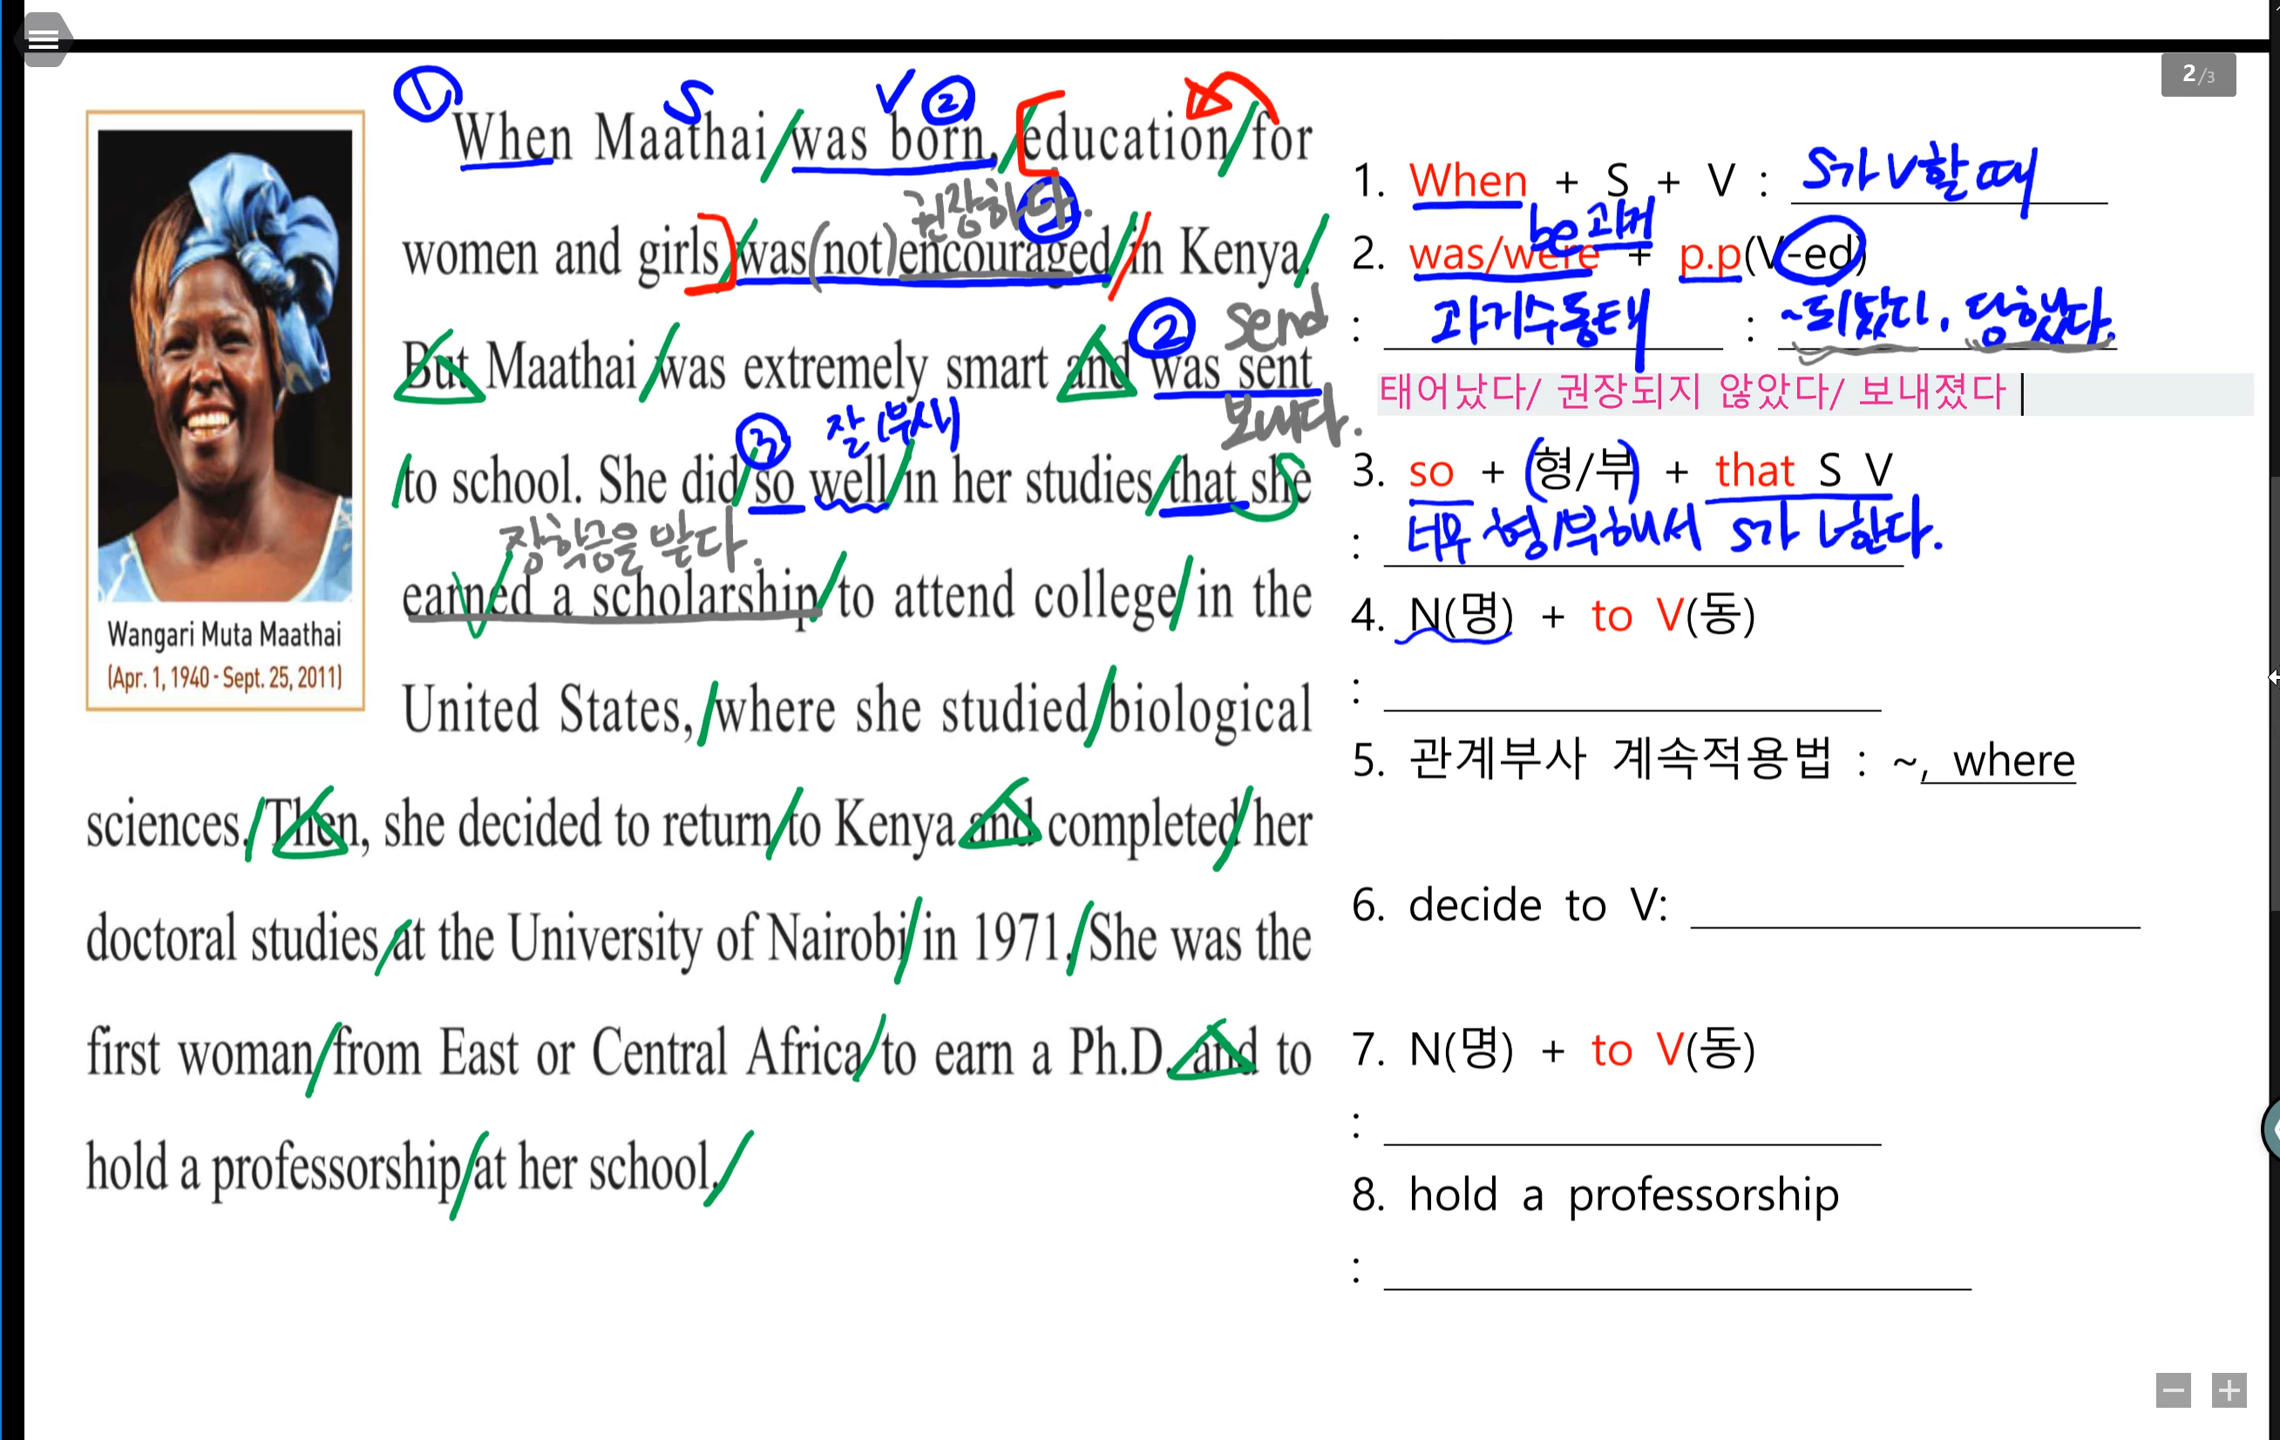 2/3
① S V ②
When Maathai was born, education for
권장하다. ②
women and girls was (not) encouraged in Kenya.
② send
But Maathai was extremely smart and was sent
③ 잘 (부사) 보내다.
to school. She did so well in her studies that she
S
장학금을 받다.
V
earned a scholarship to attend college in the
United States, where she studied biological
sciences. Then, she decided to return to Kenya and completed her
doctoral studies at the University of Nairobi in 1971. She was the
first woman from East or Central Africa to earn a Ph.D. and to
hold a professorship at her school.
Wangari Muta Maathai
(Apr. 1, 1940 - Sept. 25, 2011)
1. When + S + V : S가 V할 때
be 과거
2. was/were + p.p(V-ed)
: 과거수동태 : ~되었다, 당했다.
태어났다/ 권장되지 않았다/ 보내졌다
3. so + (형/부) + that S V
: 너무 형/부해서 S가 V한다.
4. N(명) + to V(동)
:
5. 관계부사 계속적용법 : ~, where
6. decide to V:
7. N(명) + to V(동)
:
8. hold a professorship
: